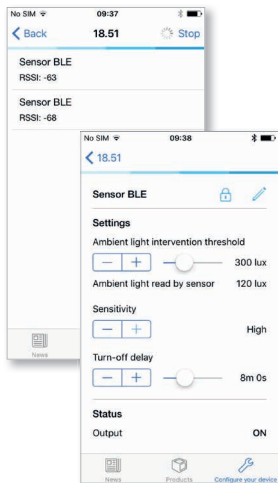 No SIM 09:37
Back 18.51 Stop
Sensor BLE
RSSI: -63
Sensor BLE
RSSI: -68
News
No SIM 09:38
18.51
Sensor BLE
Settings
Ambient light intervention threshold
− + 300 lux
Ambient light read by sensor 120 lux
Sensitivity
− + High
Turn-off delay
− + 8m 0s
Status
Output ON
News Products Configure your device